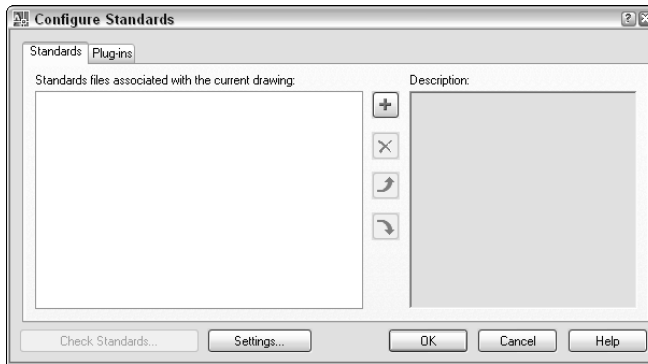 Configure Standards
Standards Plug-ins
Standards files associated with the current drawing: Description:
Check Standards... Settings... OK Cancel Help